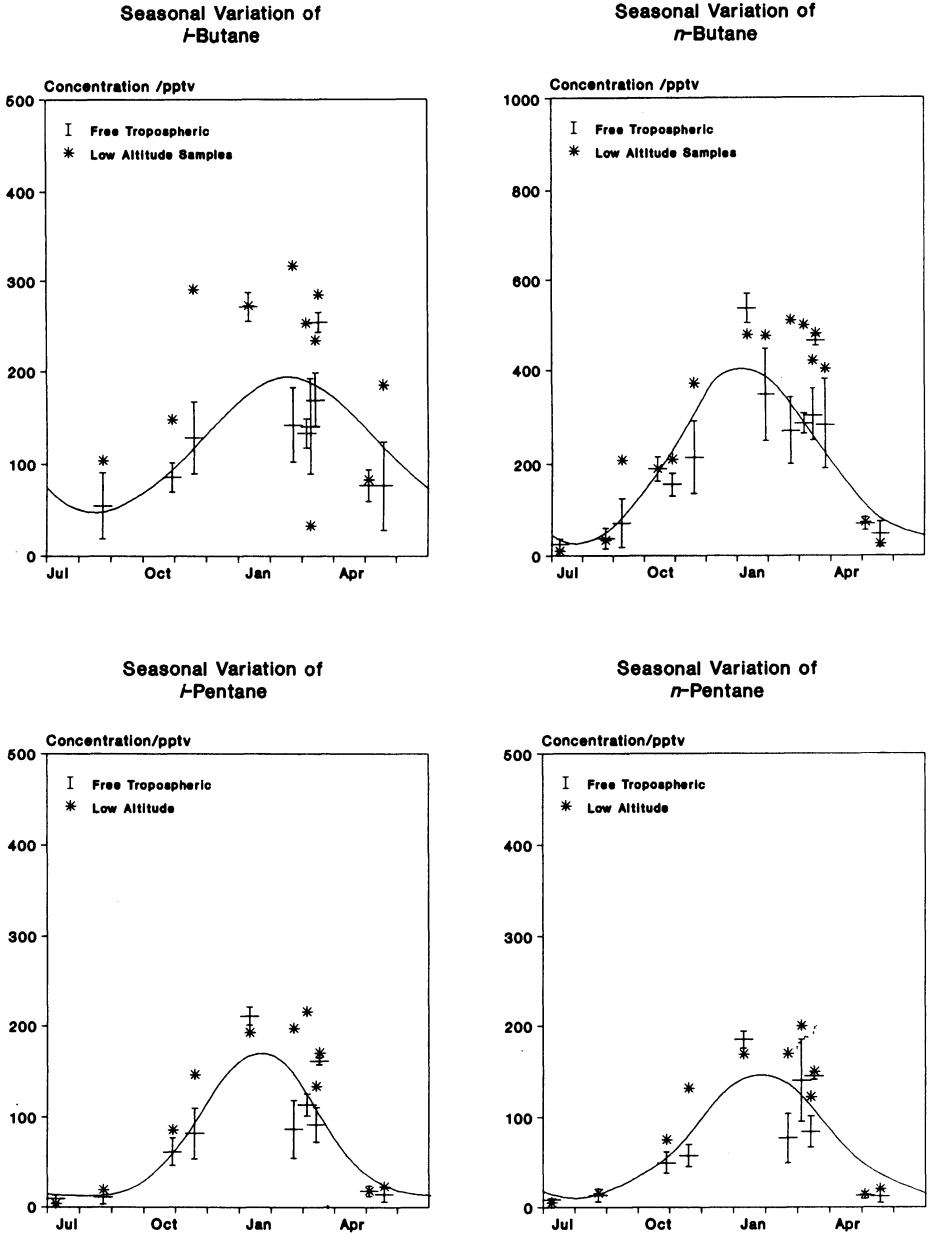 Seasonal Variation of
i-Butane
Concentration /pptv
500
400
300
200
100
0
Free Tropospheric
Low Altitude Samples
Jul Oct Jan Apr
Seasonal Variation of
n-Butane
Concentration /pptv
1000
800
600
400
200
0
Free Tropospheric
Low Altitude Samples
Jul Oct Jan Apr
Seasonal Variation of
i-Pentane
Concentration/pptv
500
400
300
200
100
0
Free Tropospheric
Low Altitude
Jul Oct Jan Apr
Seasonal Variation of
n-Pentane
Concentration/pptv
500
400
300
200
100
0
Free Tropospheric
Low Altitude
Jul Oct Jan Apr